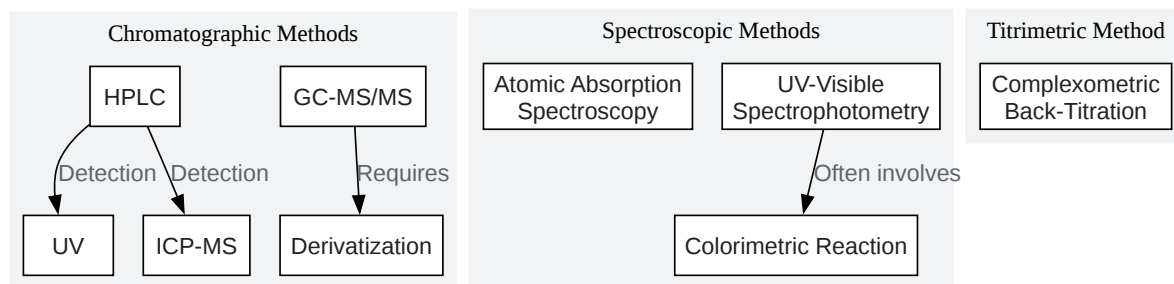 Chromatographic Methods
HPLC
GC-MS/MS
Detection
Detection
Requires
UV
ICP-MS
Derivatization
Spectroscopic Methods
Atomic Absorption
Spectroscopy
UV-Visible
Spectrophotometry
Often involves
Colorimetric Reaction
Titrimetric Method
Complexometric
Back-Titration